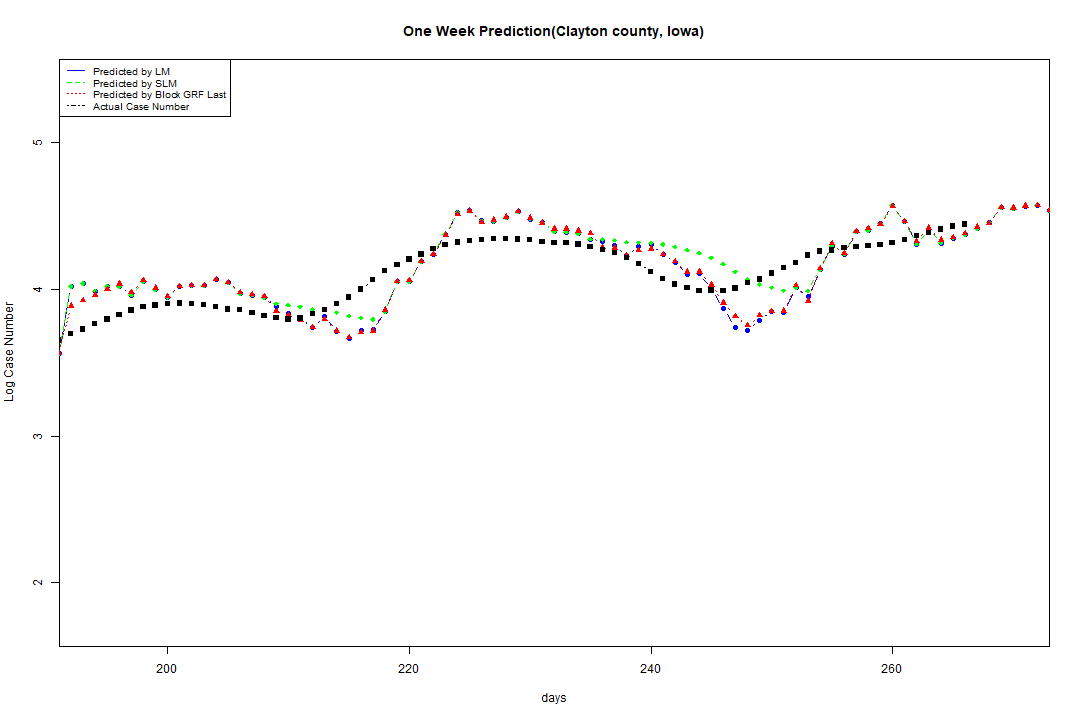 One Week Prediction(Clayton county, Iowa)
Predicted by LM
Predicted by SLM
Predicted by Block GRF Last
Actual Case Number
5
4
3
2
Log Case Number
200 220 240 260
days